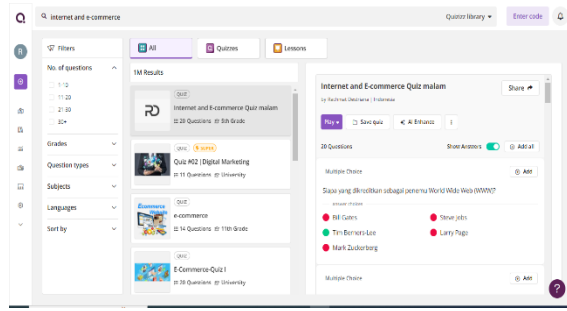 internet and e-commerce
Quizizz library
Enter code
R
Filters
All
Quizzes
Lessons
No. of questions
1-10
11-20
21-30
30+
Grades
Question types
Subjects
Languages
Sort by
1M Results
QUIZ
Internet and E-commerce Quiz malam
20 Questions 9th Grade
QUIZ SUPER
Quiz #02 | Digital Marketing
11 Questions University
QUIZ
e-commerce
14 Questions 11th Grade
QUIZ
E-Commerce-Quiz I
20 Questions University
Internet and E-commerce Quiz malam
Share
Play
Save quiz
AI Enhance
20 Questions
Show Answers
Add all
Multiple Choice
Add
Siapa yang dikreditkan sebagai penemu World Wide Web (WWW)?
Bill Gates
Steve Jobs
Tim Berners-Lee
Larry Page
Mark Zuckerberg
Multiple Choice
Add
?